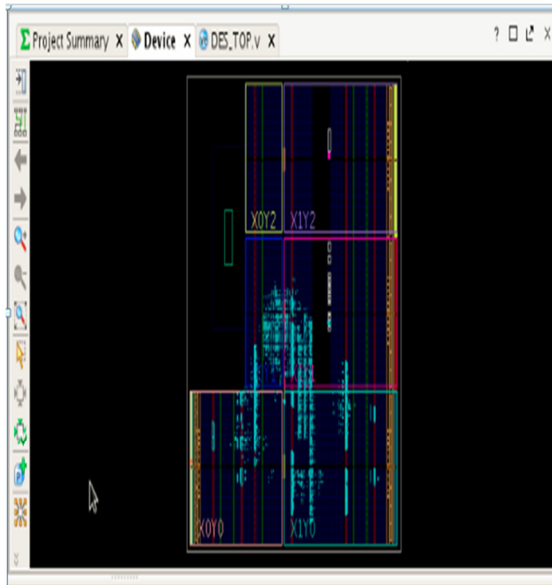 Project Summary × Device × DES_TOP.v ×
X0Y2 X1Y2
X0Y0 X1Y0